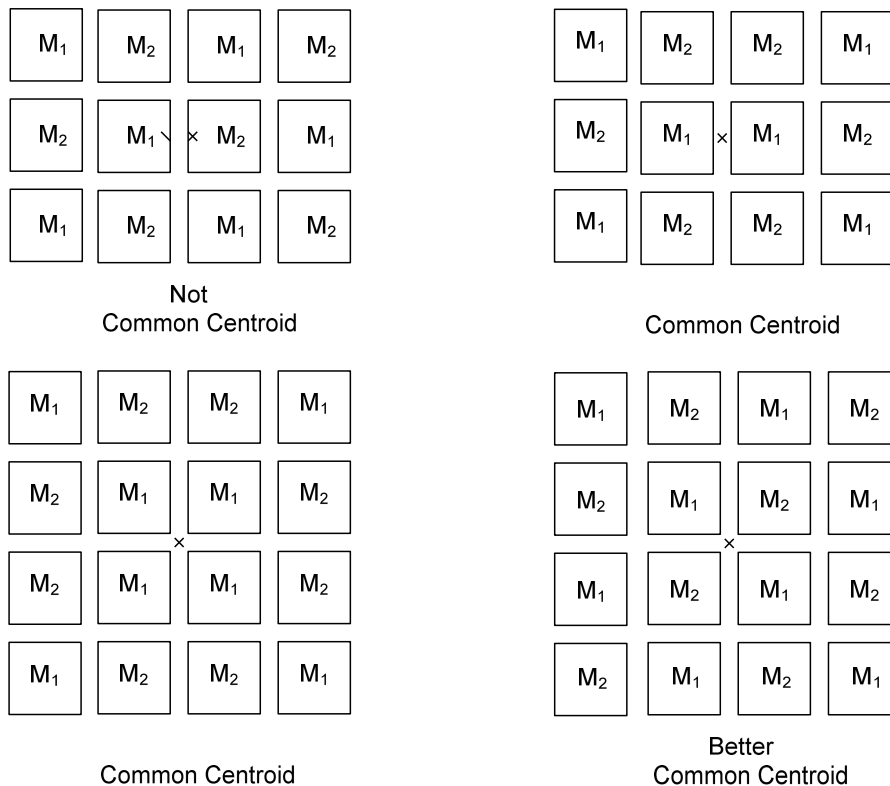 M₁ M₂ M₁ M₂
M₂ M₁ × M₂ M₁
M₁ M₂ M₁ M₂
Not
Common Centroid
M₁ M₂ M₂ M₁
M₂ M₁ × M₁ M₂
M₁ M₂ M₂ M₁
Common Centroid
M₁ M₂ M₂ M₁
M₂ M₁ M₁ M₂
×
M₂ M₁ M₁ M₂
M₁ M₂ M₂ M₁
Common Centroid
M₁ M₂ M₁ M₂
M₂ M₁ M₂ M₁
×
M₁ M₂ M₁ M₂
M₂ M₁ M₂ M₁
Better
Common Centroid